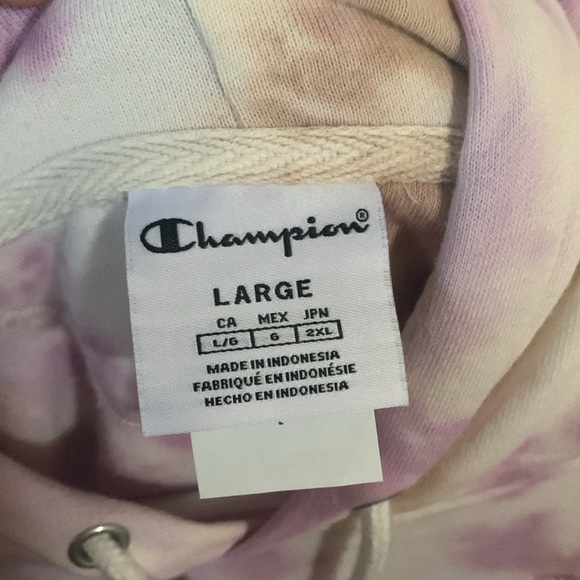 Champion®
LARGE
CA MEX JPN
L/G G 2XL
MADE IN INDONESIA
FABRIQUÉ EN INDONÉSIE
HECHO EN INDONESIA